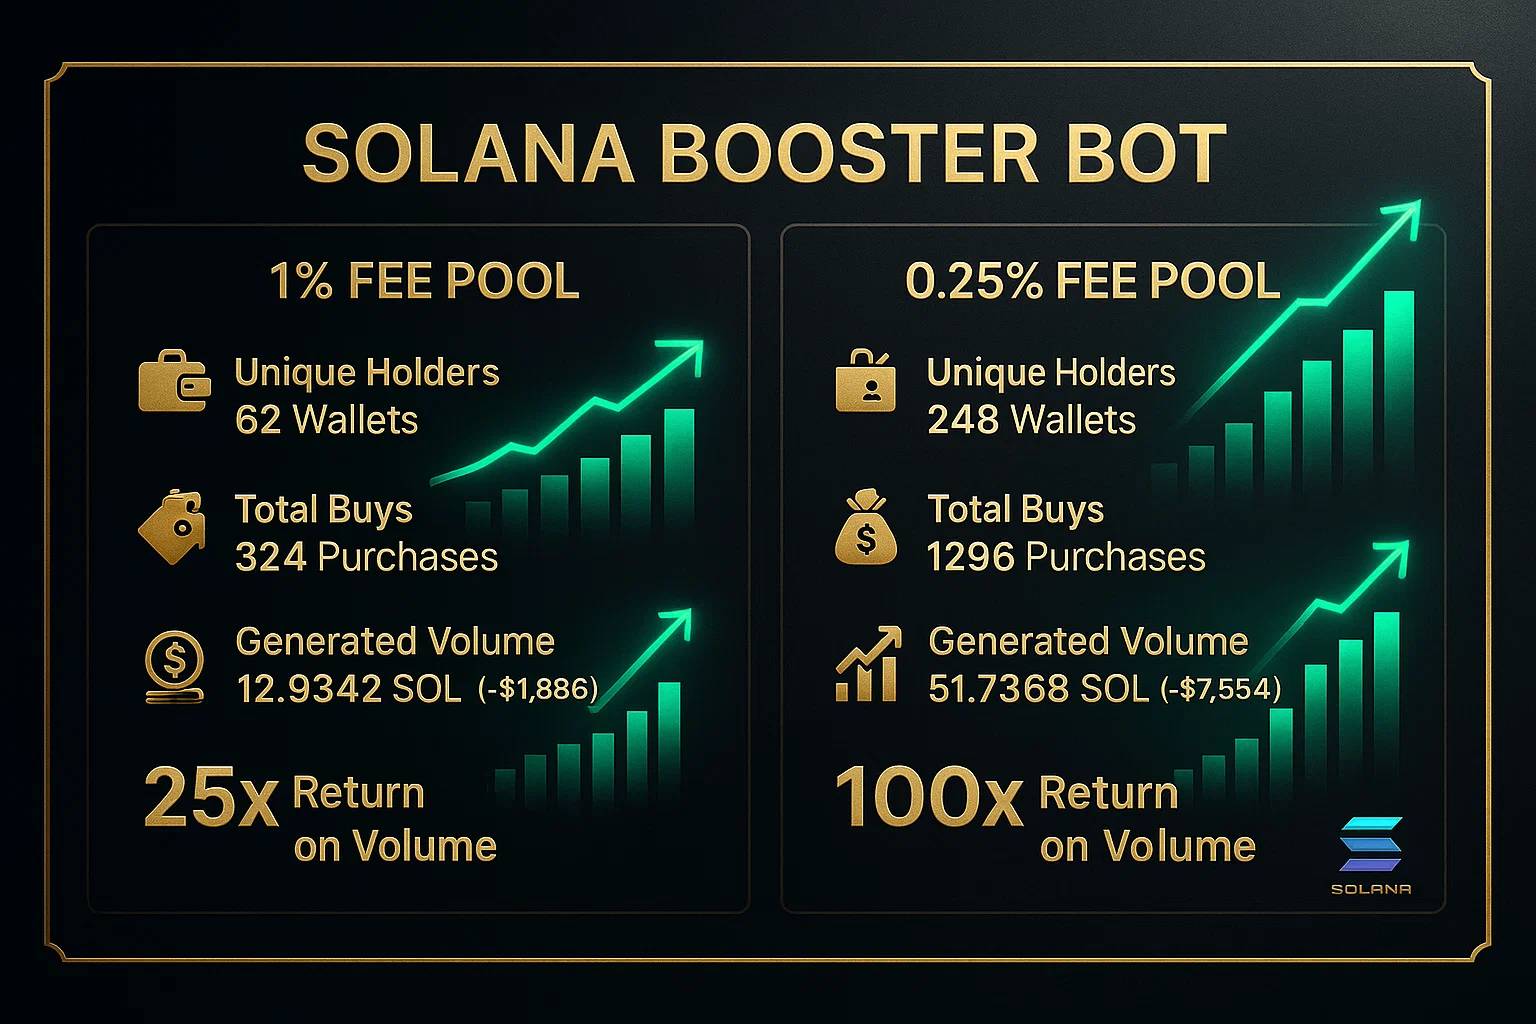 SOLANA BOOSTER BOT
1% FEE POOL
Unique Holders
62 Wallets
Total Buys
324 Purchases
Generated Volume
12.9342 SOL (-$1,886)
25x Return
on Volume
0.25% FEE POOL
Unique Holders
248 Wallets
Total Buys
1296 Purchases
Generated Volume
51.7368 SOL (-$7,554)
100x Return
on Volume
SOLANA